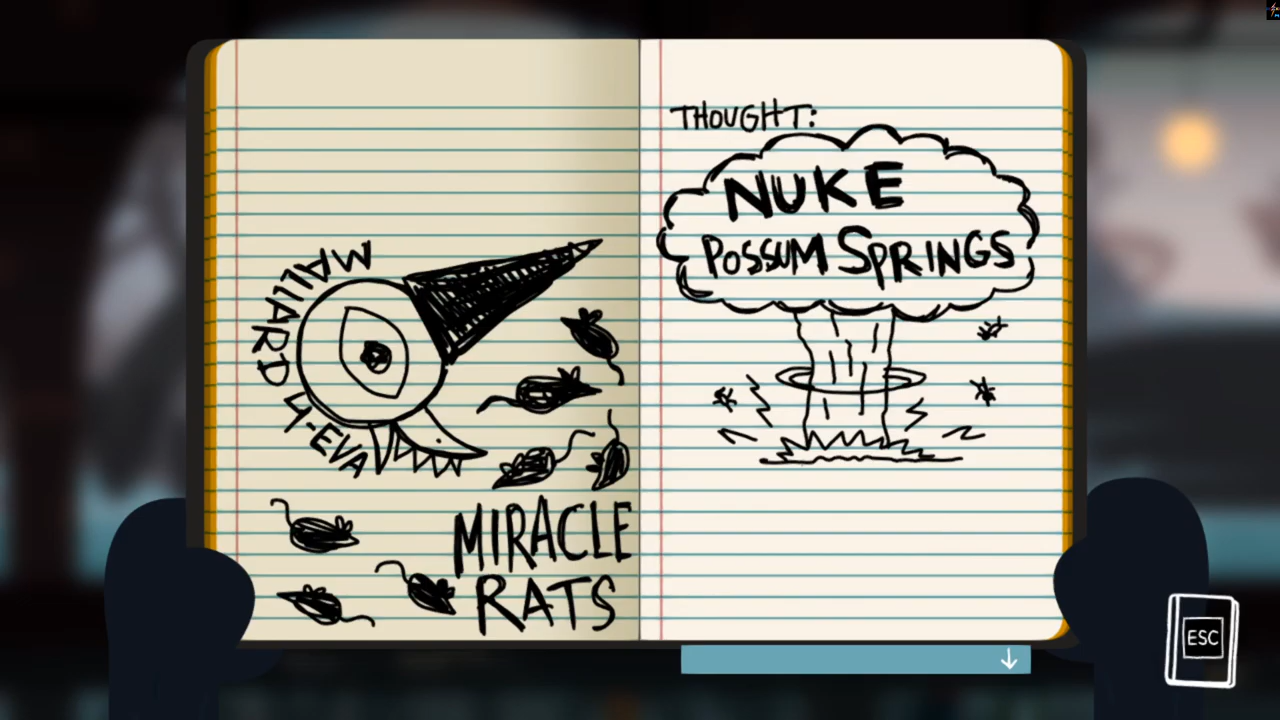 MALLARD 4-EVA
MIRACLE
RATS
THOUGHT:
NUKE
POSSUM SPRINGS
ESC